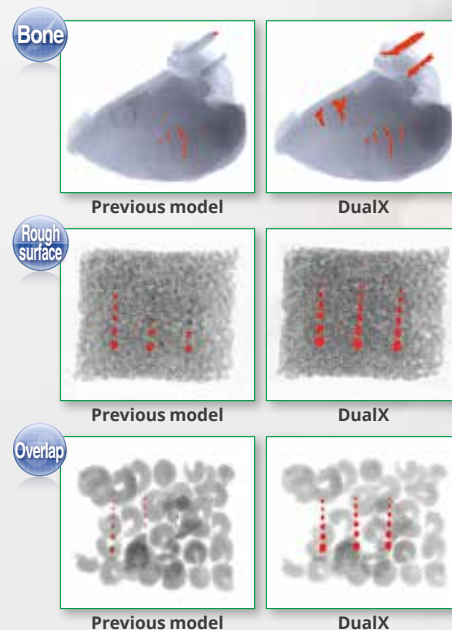 Bone
Previous model
DualX
Rough
surface
Previous model
DualX
Overlap
Previous model
DualX